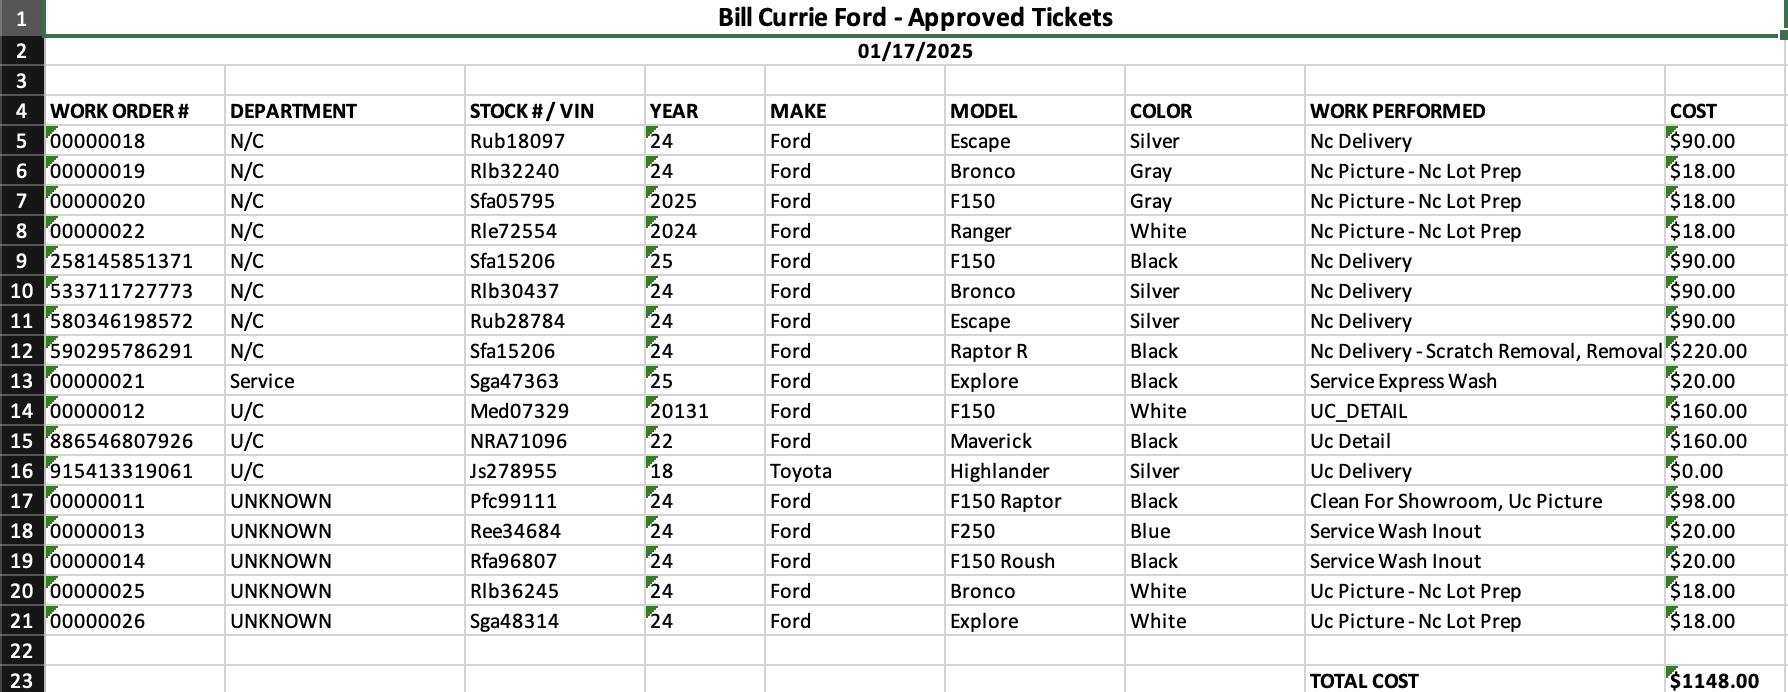 1 Bill Currie Ford - Approved Tickets
2 01/17/2025
3
4 WORK ORDER # DEPARTMENT STOCK # / VIN YEAR MAKE MODEL COLOR WORK PERFORMED COST
5 00000018 N/C Rub18097 24 Ford Escape Silver Nc Delivery $90.00
6 00000019 N/C Rlb32240 24 Ford Bronco Gray Nc Picture - Nc Lot Prep $18.00
7 00000020 N/C Sfa05795 2025 Ford F150 Gray Nc Picture - Nc Lot Prep $18.00
8 00000022 N/C Rle72554 2024 Ford Ranger White Nc Picture - Nc Lot Prep $18.00
9 258145851371 N/C Sfa15206 25 Ford F150 Black Nc Delivery $90.00
10 533711727773 N/C Rlb30437 24 Ford Bronco Silver Nc Delivery $90.00
11 580346198572 N/C Rub28784 24 Ford Escape Silver Nc Delivery $90.00
12 590295786291 N/C Sfa15206 24 Ford Raptor R Black Nc Delivery - Scratch Removal, Removal $220.00
13 00000021 Service Sga47363 25 Ford Explore Black Service Express Wash $20.00
14 00000012 U/C Med07329 20131 Ford F150 White UC_DETAIL $160.00
15 886546807926 U/C NRA71096 22 Ford Maverick Black Uc Detail $160.00
16 915413319061 U/C Js278955 18 Toyota Highlander Silver Uc Delivery $0.00
17 00000011 UNKNOWN Pfc99111 24 Ford F150 Raptor Black Clean For Showroom, Uc Picture $98.00
18 00000013 UNKNOWN Ree34684 24 Ford F250 Blue Service Wash Inout $20.00
19 00000014 UNKNOWN Rfa96807 24 Ford F150 Roush Black Service Wash Inout $20.00
20 00000025 UNKNOWN Rlb36245 24 Ford Bronco White Uc Picture - Nc Lot Prep $18.00
21 00000026 UNKNOWN Sga48314 24 Ford Explore White Uc Picture - Nc Lot Prep $18.00
22
23 TOTAL COST $1148.00